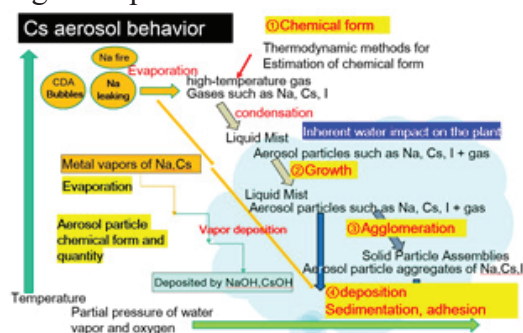 Cs aerosol behavior
①Chemical form
Na fire
Thermodynamic methods for
Estimation of chemical form
Evaporation
CDA
Bubbles
Na
leaking
high-temperature gas
Gases such as Na, Cs, I
condensation
Liquid Mist
Inherent water impact on the plant
Aerosol particles such as Na, Cs, I + gas
Metal vapors of Na,Cs
②Growth
Evaporation
Liquid Mist
Aerosol particles such as Na, Cs, I + gas
Aerosol particle
chemical form and
quantity
Vapor deposition
③Agglomeration
Solid Particle Assemblies
Aerosol particle aggregates of Na,Cs,I
Deposited by NaOH,CsOH
④deposition
Sedimentation, adhesion
Temperature
Partial pressure of water
vapor and oxygen